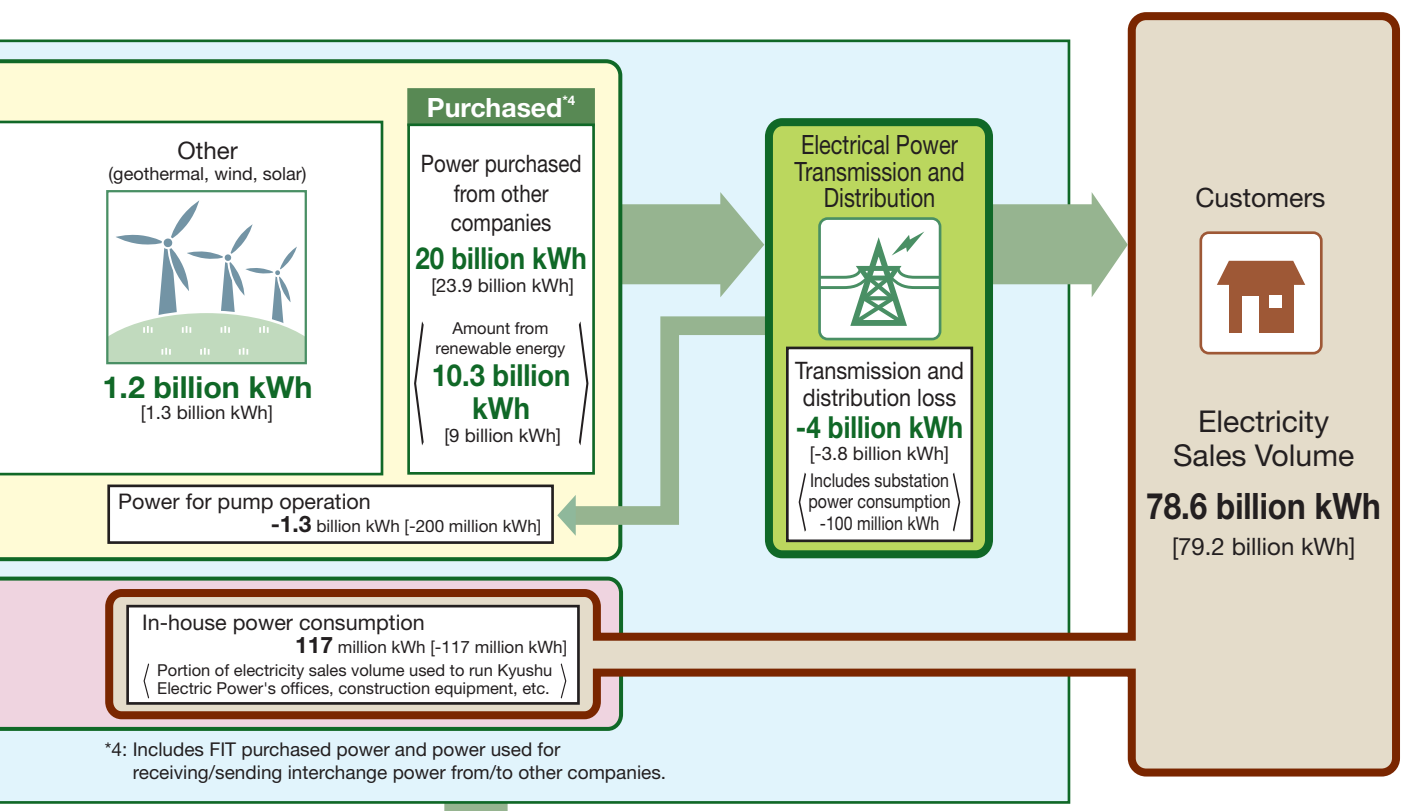 Other
(geothermal, wind, solar)
1.2 billion kWh
[1.3 billion kWh]
Purchased*4
Power purchased
from other
companies
20 billion kWh
[23.9 billion kWh]
Amount from
renewable energy
10.3 billion
kWh
[9 billion kWh]
Power for pump operation
-1.3 billion kWh [-200 million kWh]
Electrical Power
Transmission and
Distribution
Transmission and
distribution loss
-4 billion kWh
[-3.8 billion kWh]
Includes substation
power consumption
-100 million kWh
Customers
Electricity
Sales Volume
78.6 billion kWh
[79.2 billion kWh]
In-house power consumption
117 million kWh [-117 million kWh]
Portion of electricity sales volume used to run Kyushu
Electric Power's offices, construction equipment, etc.
*4: Includes FIT purchased power and power used for
receiving/sending interchange power from/to other companies.